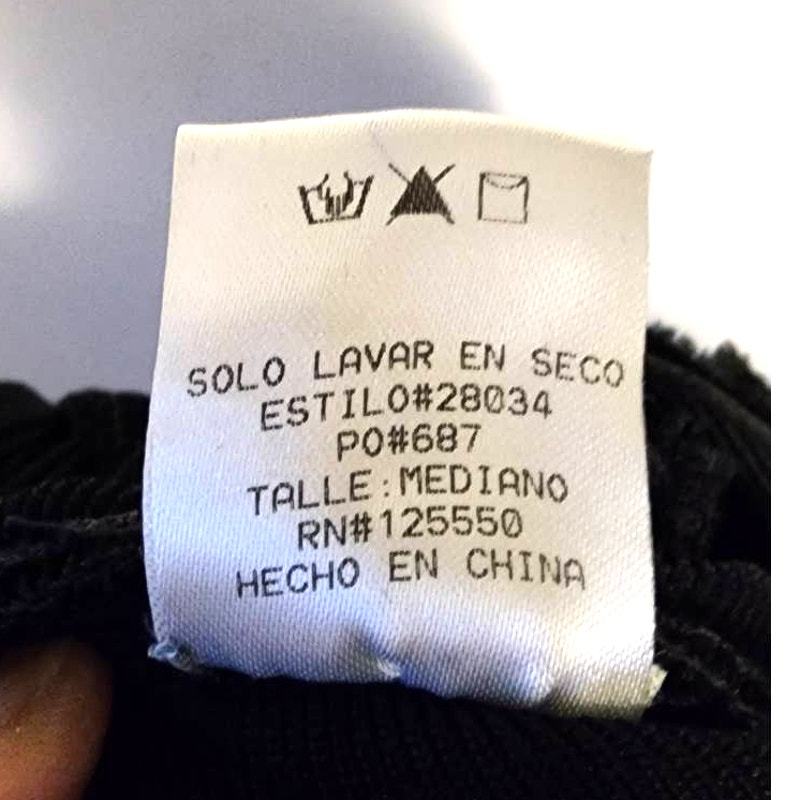 SOLO LAVAR EN SECO
ESTILO#28034
PO#687
TALLE:MEDIANO
RN#125550
HECHO EN CHINA